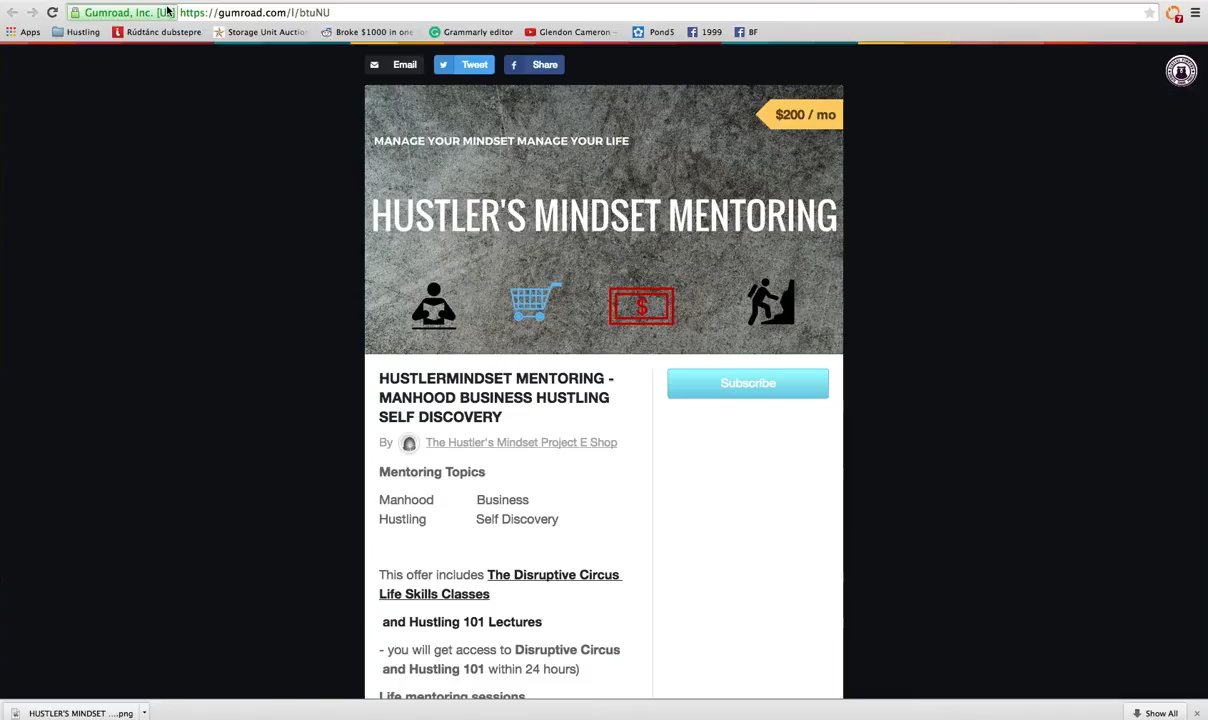 Gumroad, Inc. [US] https://gumroad.com/l/btuNU
Apps Hustling Rúdtánc dubstepre Storage Unit Auctio Broke $1000 in one Grammarly editor Glendon Cameron – Pond5 1999 BF
Email Tweet Share
$200 / mo
MANAGE YOUR MINDSET MANAGE YOUR LIFE
HUSTLER'S MINDSET MENTORING
$
HUSTLERMINDSET MENTORING -
MANHOOD BUSINESS HUSTLING
SELF DISCOVERY
Subscribe
By The Hustler's Mindset Project E Shop
Mentoring Topics
Manhood Business
Hustling Self Discovery
This offer includes The Disruptive Circus
Life Skills Classes
and Hustling 101 Lectures
- you will get access to Disruptive Circus
and Hustling 101 within 24 hours)
Life mentoring sessions
HUSTLER'S MINDSET ....png Show All